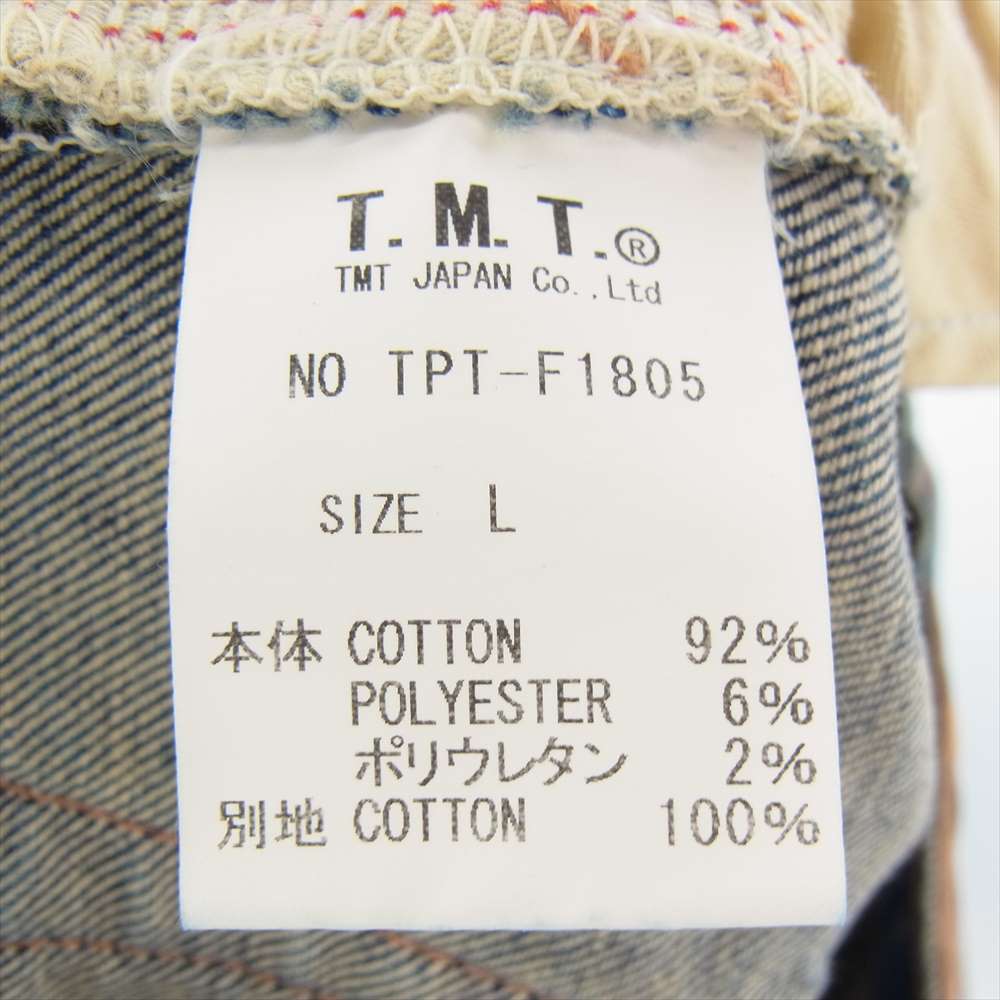 T.M.T.®
TMT JAPAN Co.,Ltd
NO TPT-F1805
SIZE L
本体 COTTON 92%
POLYESTER 6%
ポリウレタン 2%
別地 COTTON 100%